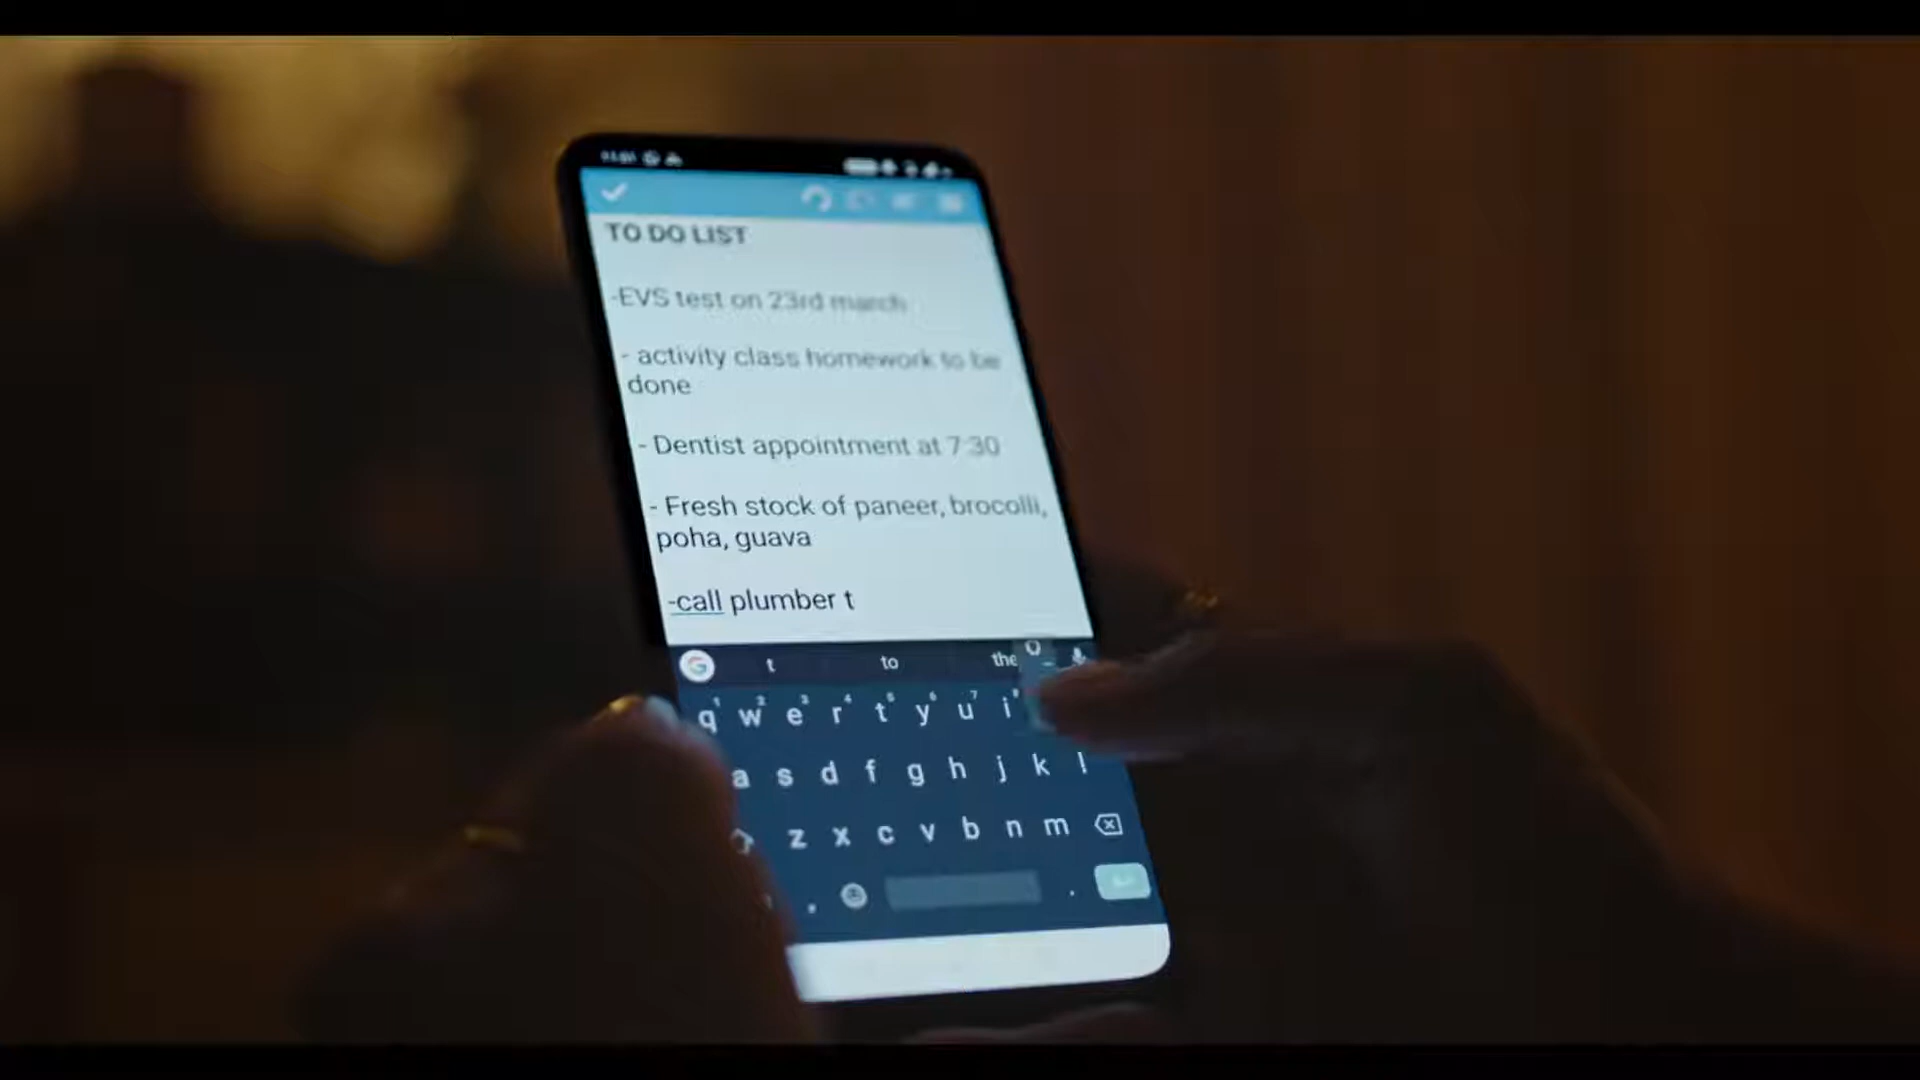 TO DO LIST
-EVS test on 23rd march
- activity class homework to be
done
- Dentist appointment at 7:30
- Fresh stock of paneer, brocolli,
poha, guava
-call plumber t
t to the
q w e r t y u i
a s d f g h j k l
z x c v b n m